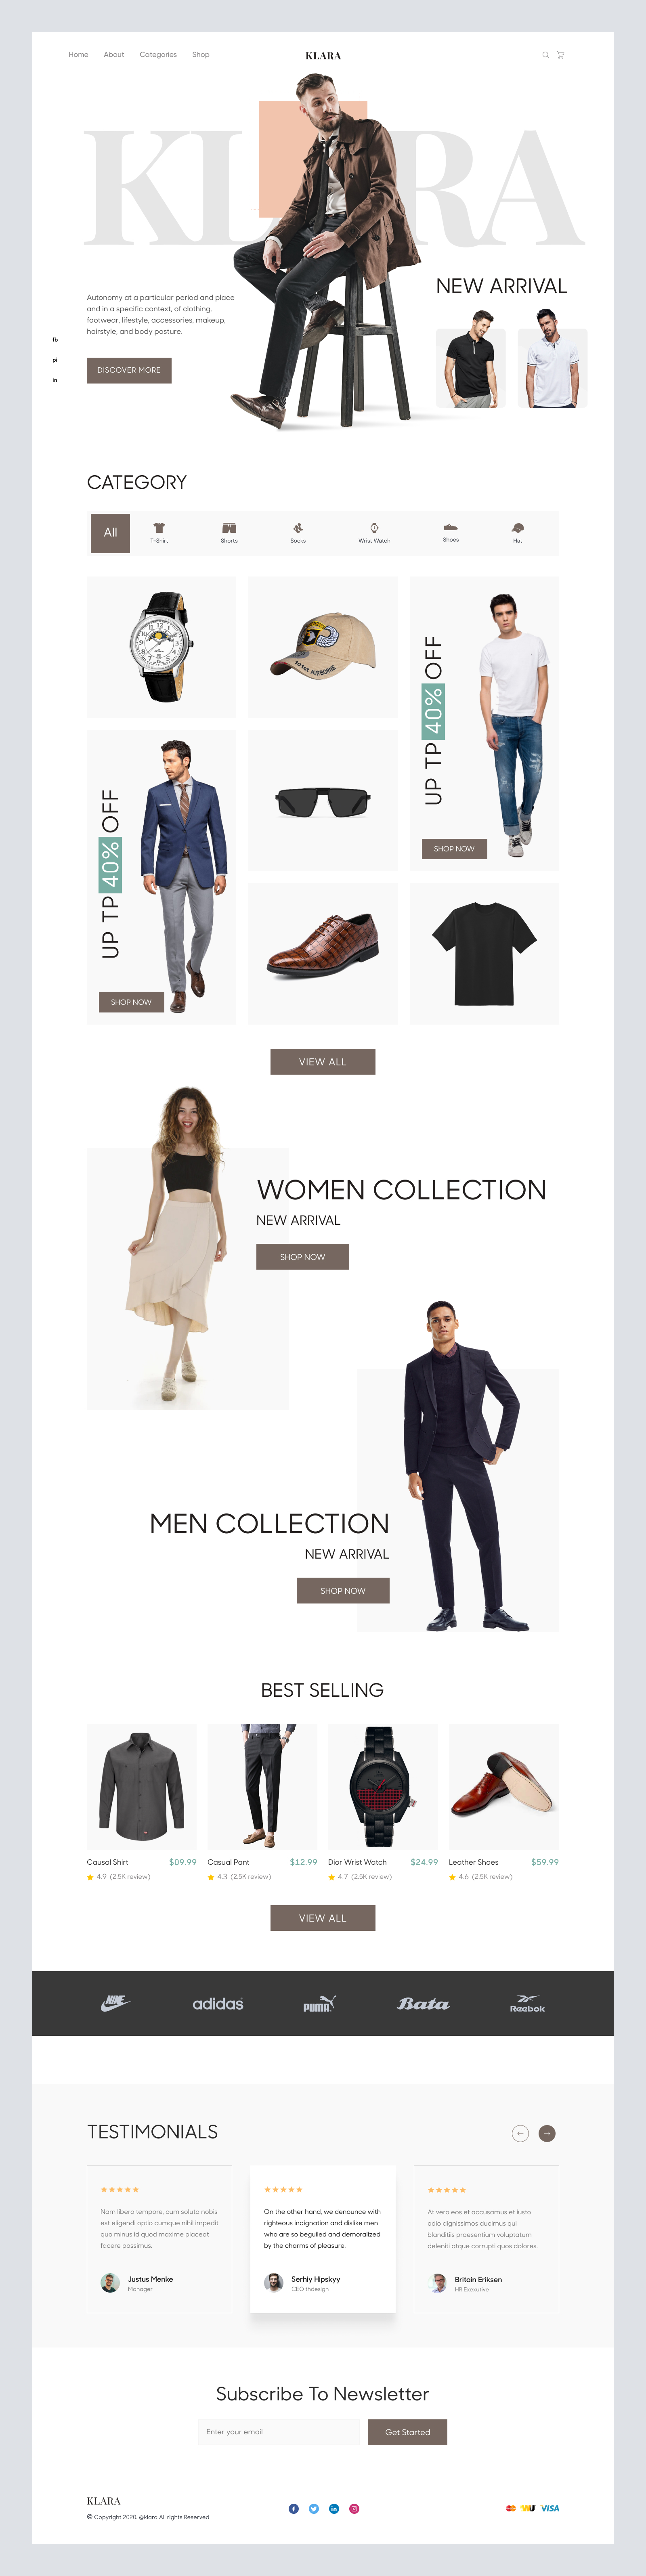 Home About Categories Shop
KLARA
KLARA
NEW ARRIVAL
Autonomy at a particular period and place
and in a specific context, of clothing,
footwear, lifestyle, accessories, makeup,
hairstyle, and body posture.
fb
pi
in
DISCOVER MORE
CATEGORY
All
T-Shirt
Shorts
Socks
Wrist Watch
Shoes
Hat
101st AIRBORNE
UP TP 40% OFF
SHOP NOW
UP TP 40% OFF
SHOP NOW
VIEW ALL
WOMEN COLLECTION
NEW ARRIVAL
SHOP NOW
MEN COLLECTION
NEW ARRIVAL
SHOP NOW
BEST SELLING
Causal Shirt $09.99
4.9 (2.5K review)
Casual Pant $12.99
4.3 (2.5K review)
Dior Wrist Watch $24.99
4.7 (2.5K review)
Leather Shoes $59.99
4.6 (2.5K review)
VIEW ALL
NIKE
adidas
PUMA
Bata
Reebok
TESTIMONIALS
Nam libero tempore, cum soluta nobis
est eligendi optio cumque nihil impedit
quo minus id quod maxime placeat
facere possimus.
Justus Menke
Manager
On the other hand, we denounce with
righteous indignation and dislike men
who are so beguiled and demoralized
by the charms of pleasure.
Serhiy Hipskyy
CEO thdesign
At vero eos et accusamus et iusto
odio dignissimos ducimus qui
blanditiis praesentium voluptatum
deleniti atque corrupti quos dolores.
Britain Eriksen
HR Exexutive
Subscribe To Newsletter
Enter your email
Get Started
KLARA
© Copyright 2020. @klara All rights Reserved
WU
VISA